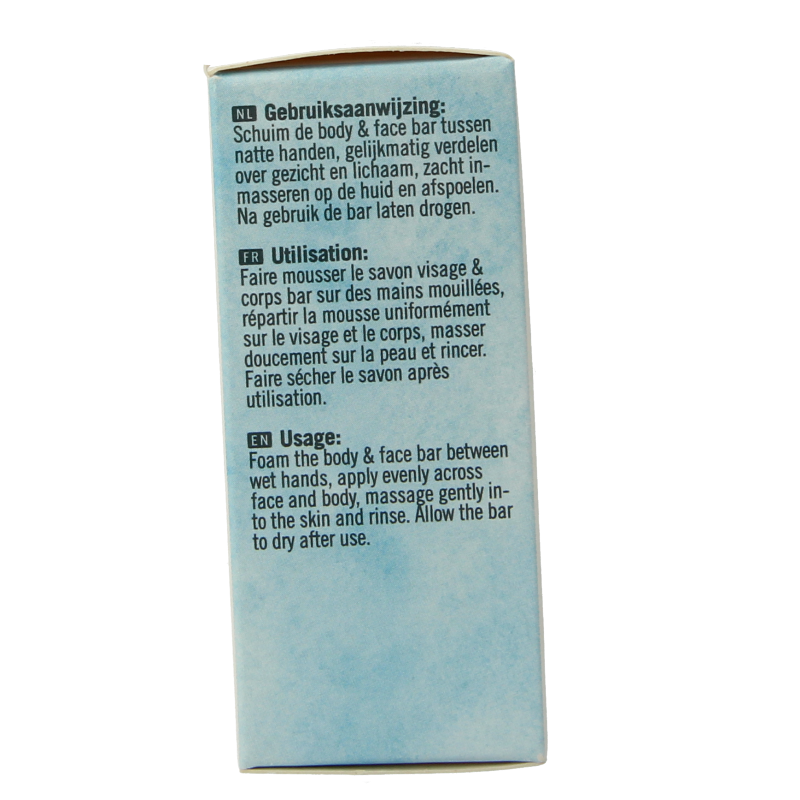 NL Gebruiksaanwijzing:
Schuim de body & face bar tussen
natte handen, gelijkmatig verdelen
over gezicht en lichaam, zacht in-
masseren op de huid en afspoelen.
Na gebruik de bar laten drogen.
FR Utilisation:
Faire mousser le savon visage &
corps bar sur des mains mouillées,
répartir la mousse uniformément
sur le visage et le corps, masser
doucement sur la peau et rincer.
Faire sécher le savon après
utilisation.
EN Usage:
Foam the body & face bar between
wet hands, apply evenly across
face and body, massage gently in-
to the skin and rinse. Allow the bar
to dry after use.